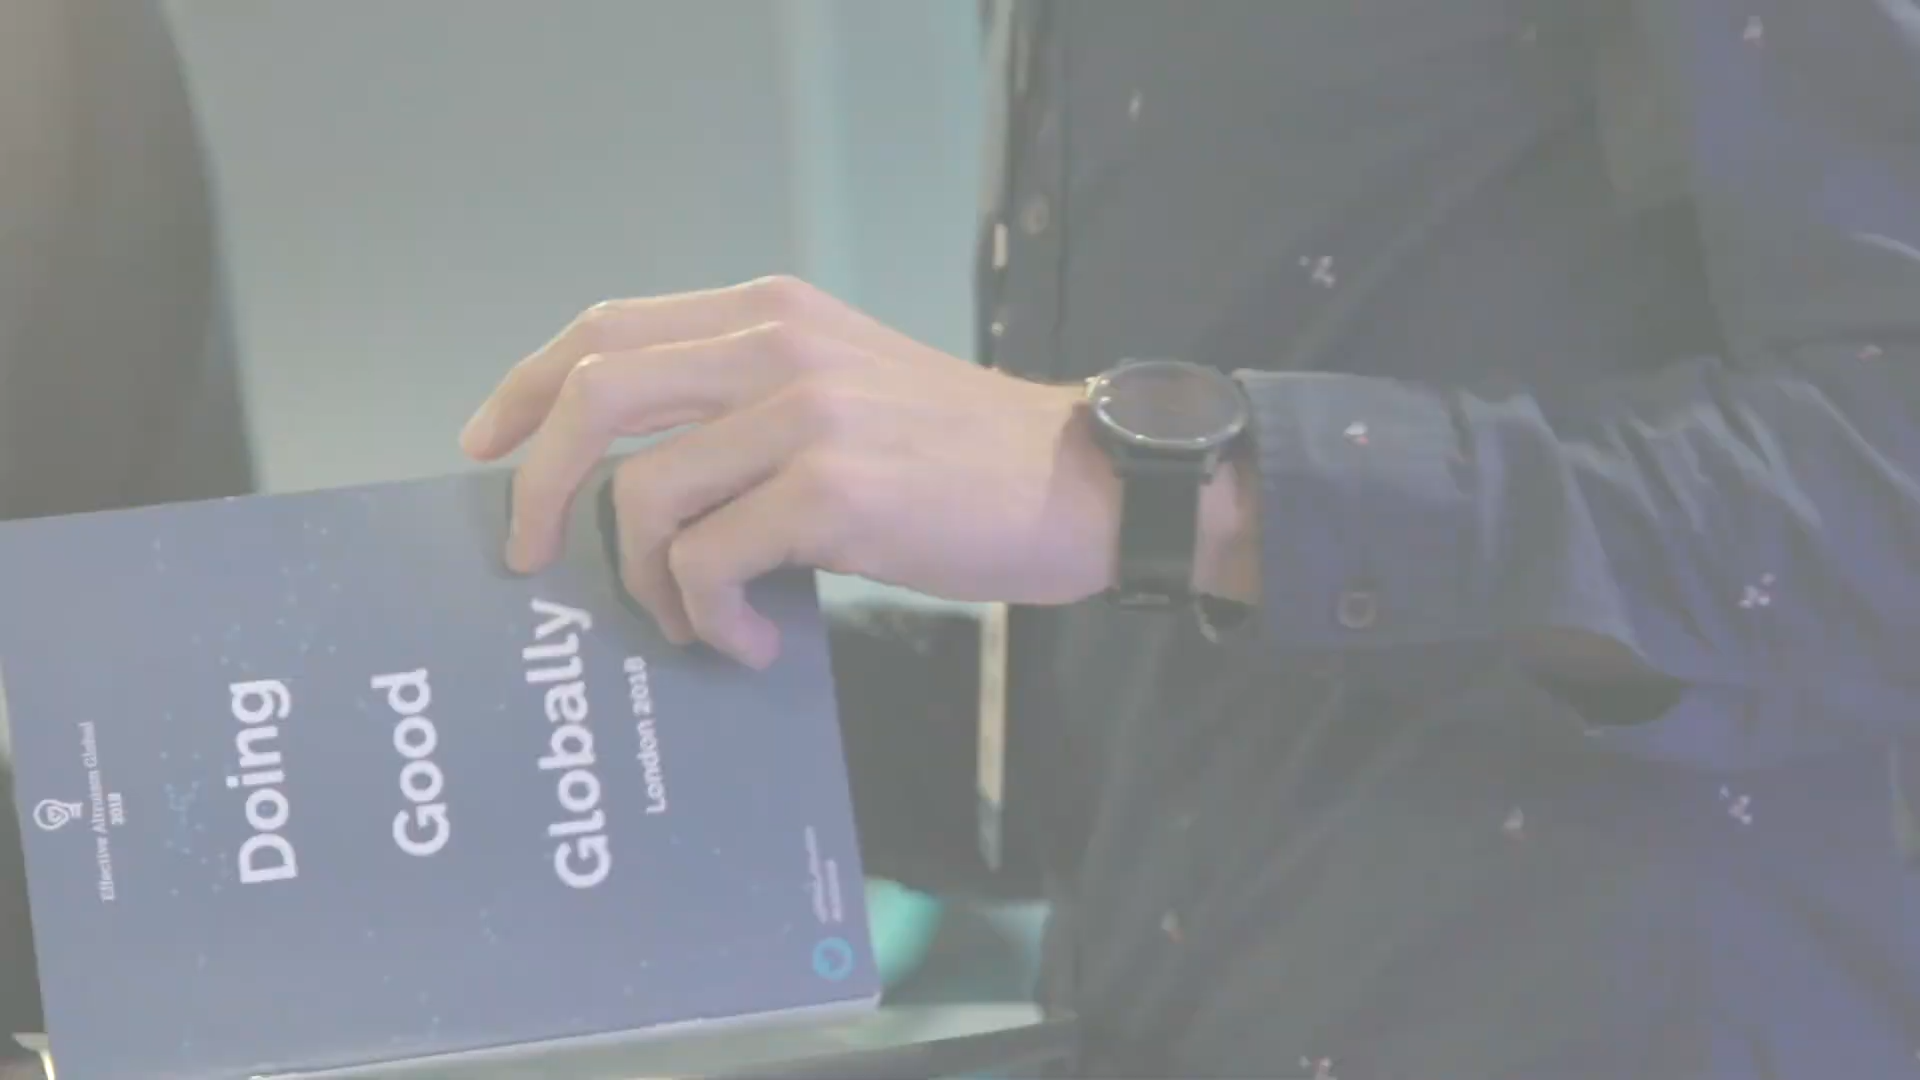 Effective Altruism Global
2018
Doing
Good
Globally
London 2018